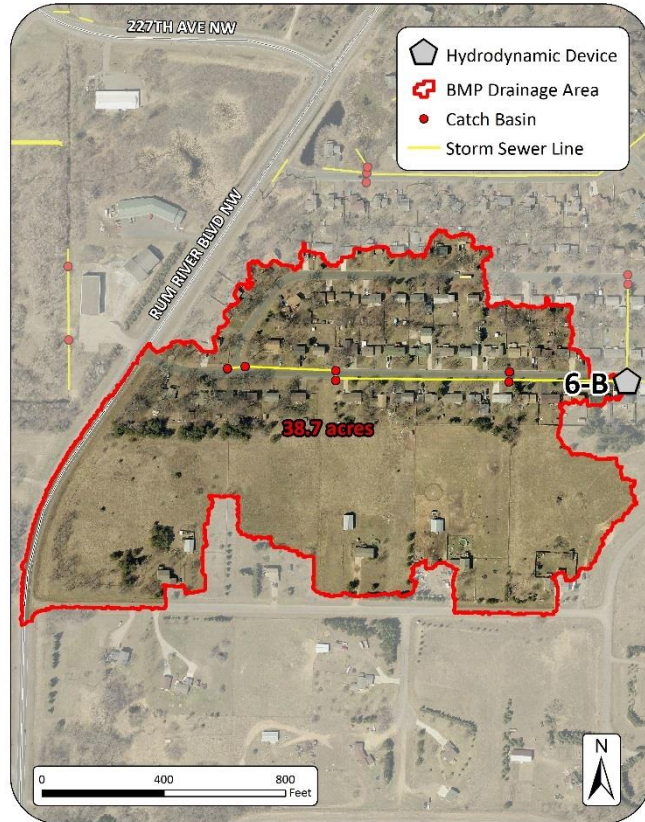 227TH AVE NW
Hydrodynamic Device
BMP Drainage Area
Catch Basin
Storm Sewer Line
RUM RIVER BLVD NW
6-B
38.7 acres
N
0 400 800
Feet